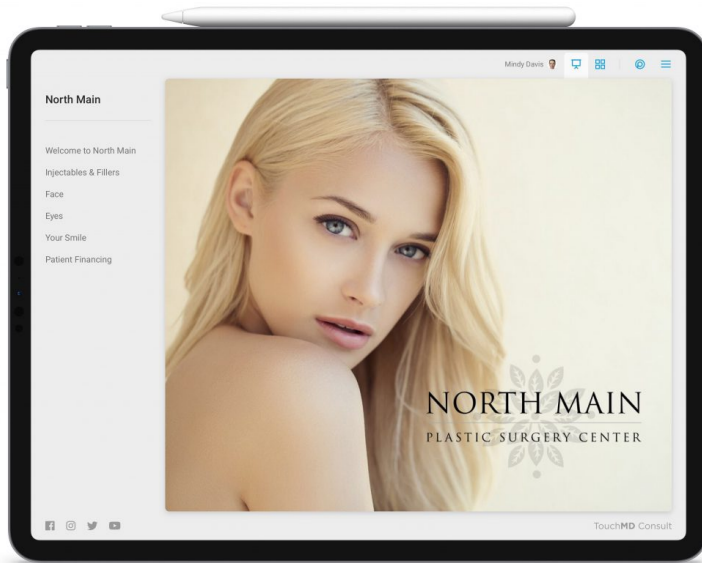 Mindy Davis
North Main
Welcome to North Main
Injectables & Fillers
Face
Eyes
Your Smile
Patient Financing
NORTH MAIN
PLASTIC SURGERY CENTER
TouchMD Consult